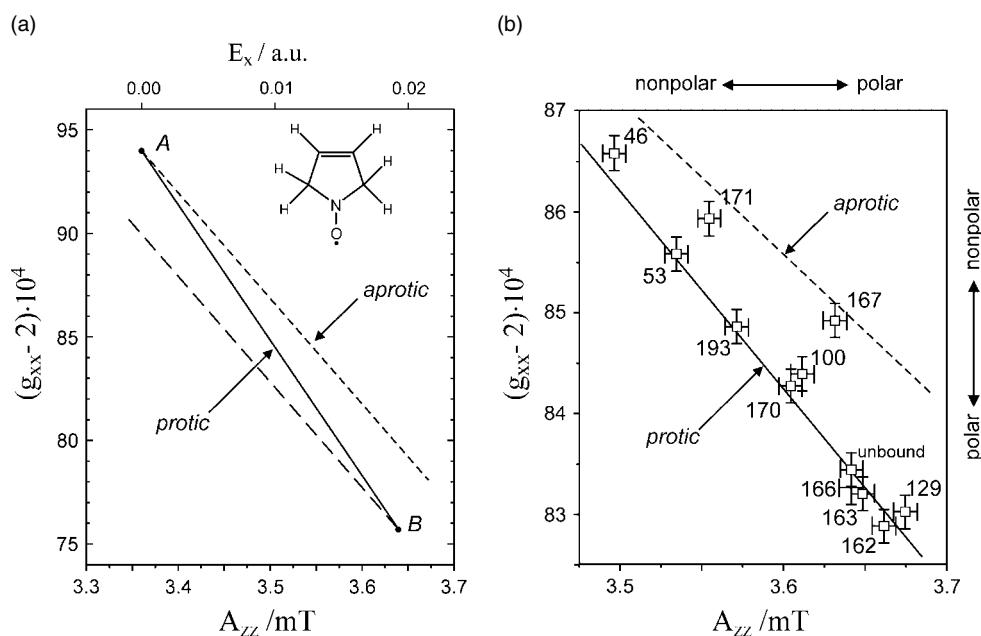 (a)
E_x / a.u.
0.00 0.01 0.02
95
90
85
80
75
(g_xx - 2)·10^4
A
B
aprotic
protic
H H
H H
H H
N
O
3.3 3.4 3.5 3.6 3.7
A_zz /mT
(b)
nonpolar polar
87
86
85
84
83
(g_xx - 2)·10^4
46
171
aprotic
53
167
193
100
170
protic
unbound
166
129
163
162
nonpolar
polar
3.5 3.6 3.7
A_zz /mT